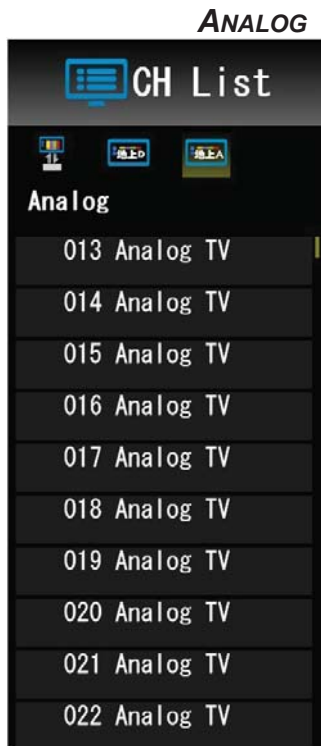 ANALOG
CH List
地上D 地上A
Analog
013 Analog TV
014 Analog TV
015 Analog TV
016 Analog TV
017 Analog TV
018 Analog TV
019 Analog TV
020 Analog TV
021 Analog TV
022 Analog TV